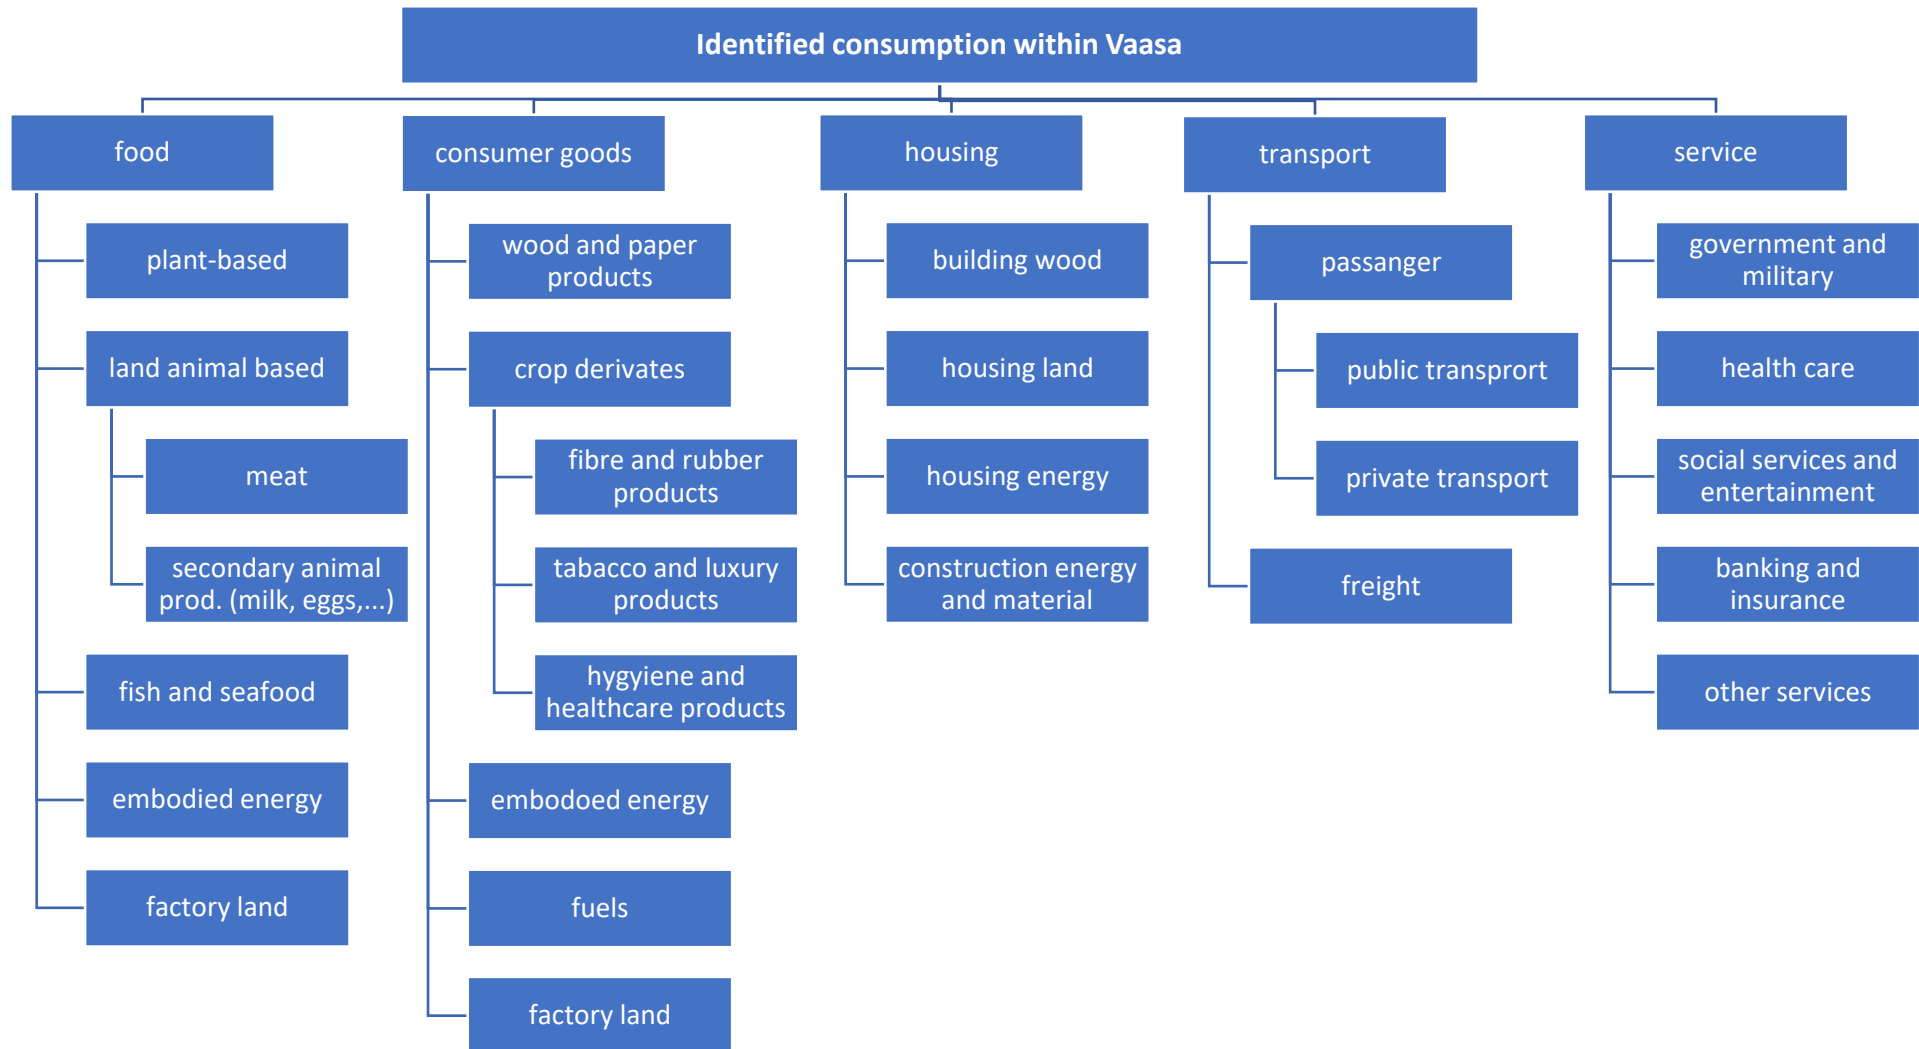 Identified consumption within Vaasa
food
plant-based
land animal based
meat
secondary animal
prod. (milk, eggs,...)
fish and seafood
embodied energy
factory land
consumer goods
wood and paper
products
crop derivates
fibre and rubber
products
tabacco and luxury
products
hygyiene and
healthcare products
embodoed energy
fuels
factory land
housing
building wood
housing land
housing energy
construction energy
and material
transport
passanger
public transprort
private transport
freight
service
government and
military
health care
social services and
entertainment
banking and
insurance
other services